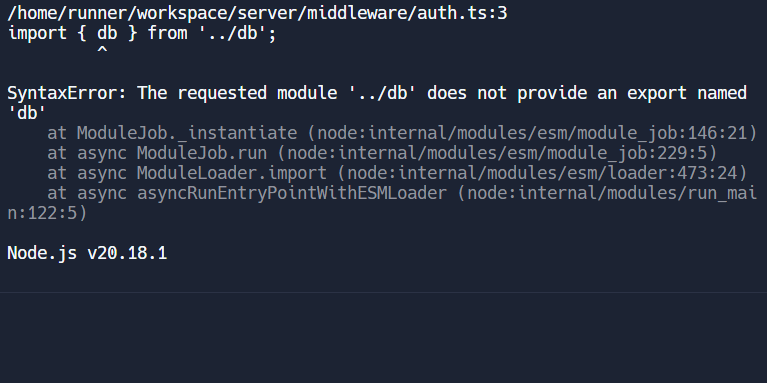 /home/runner/workspace/server/middleware/auth.ts:3
import { db } from '../db';
         ^
SyntaxError: The requested module '../db' does not provide an export named
'db'
    at ModuleJob._instantiate (node:internal/modules/esm/module_job:146:21)
    at async ModuleJob.run (node:internal/modules/esm/module_job:229:5)
    at async ModuleLoader.import (node:internal/modules/esm/loader:473:24)
    at async asyncRunEntryPointWithESMLoader (node:internal/modules/run_mai
n:122:5)
Node.js v20.18.1